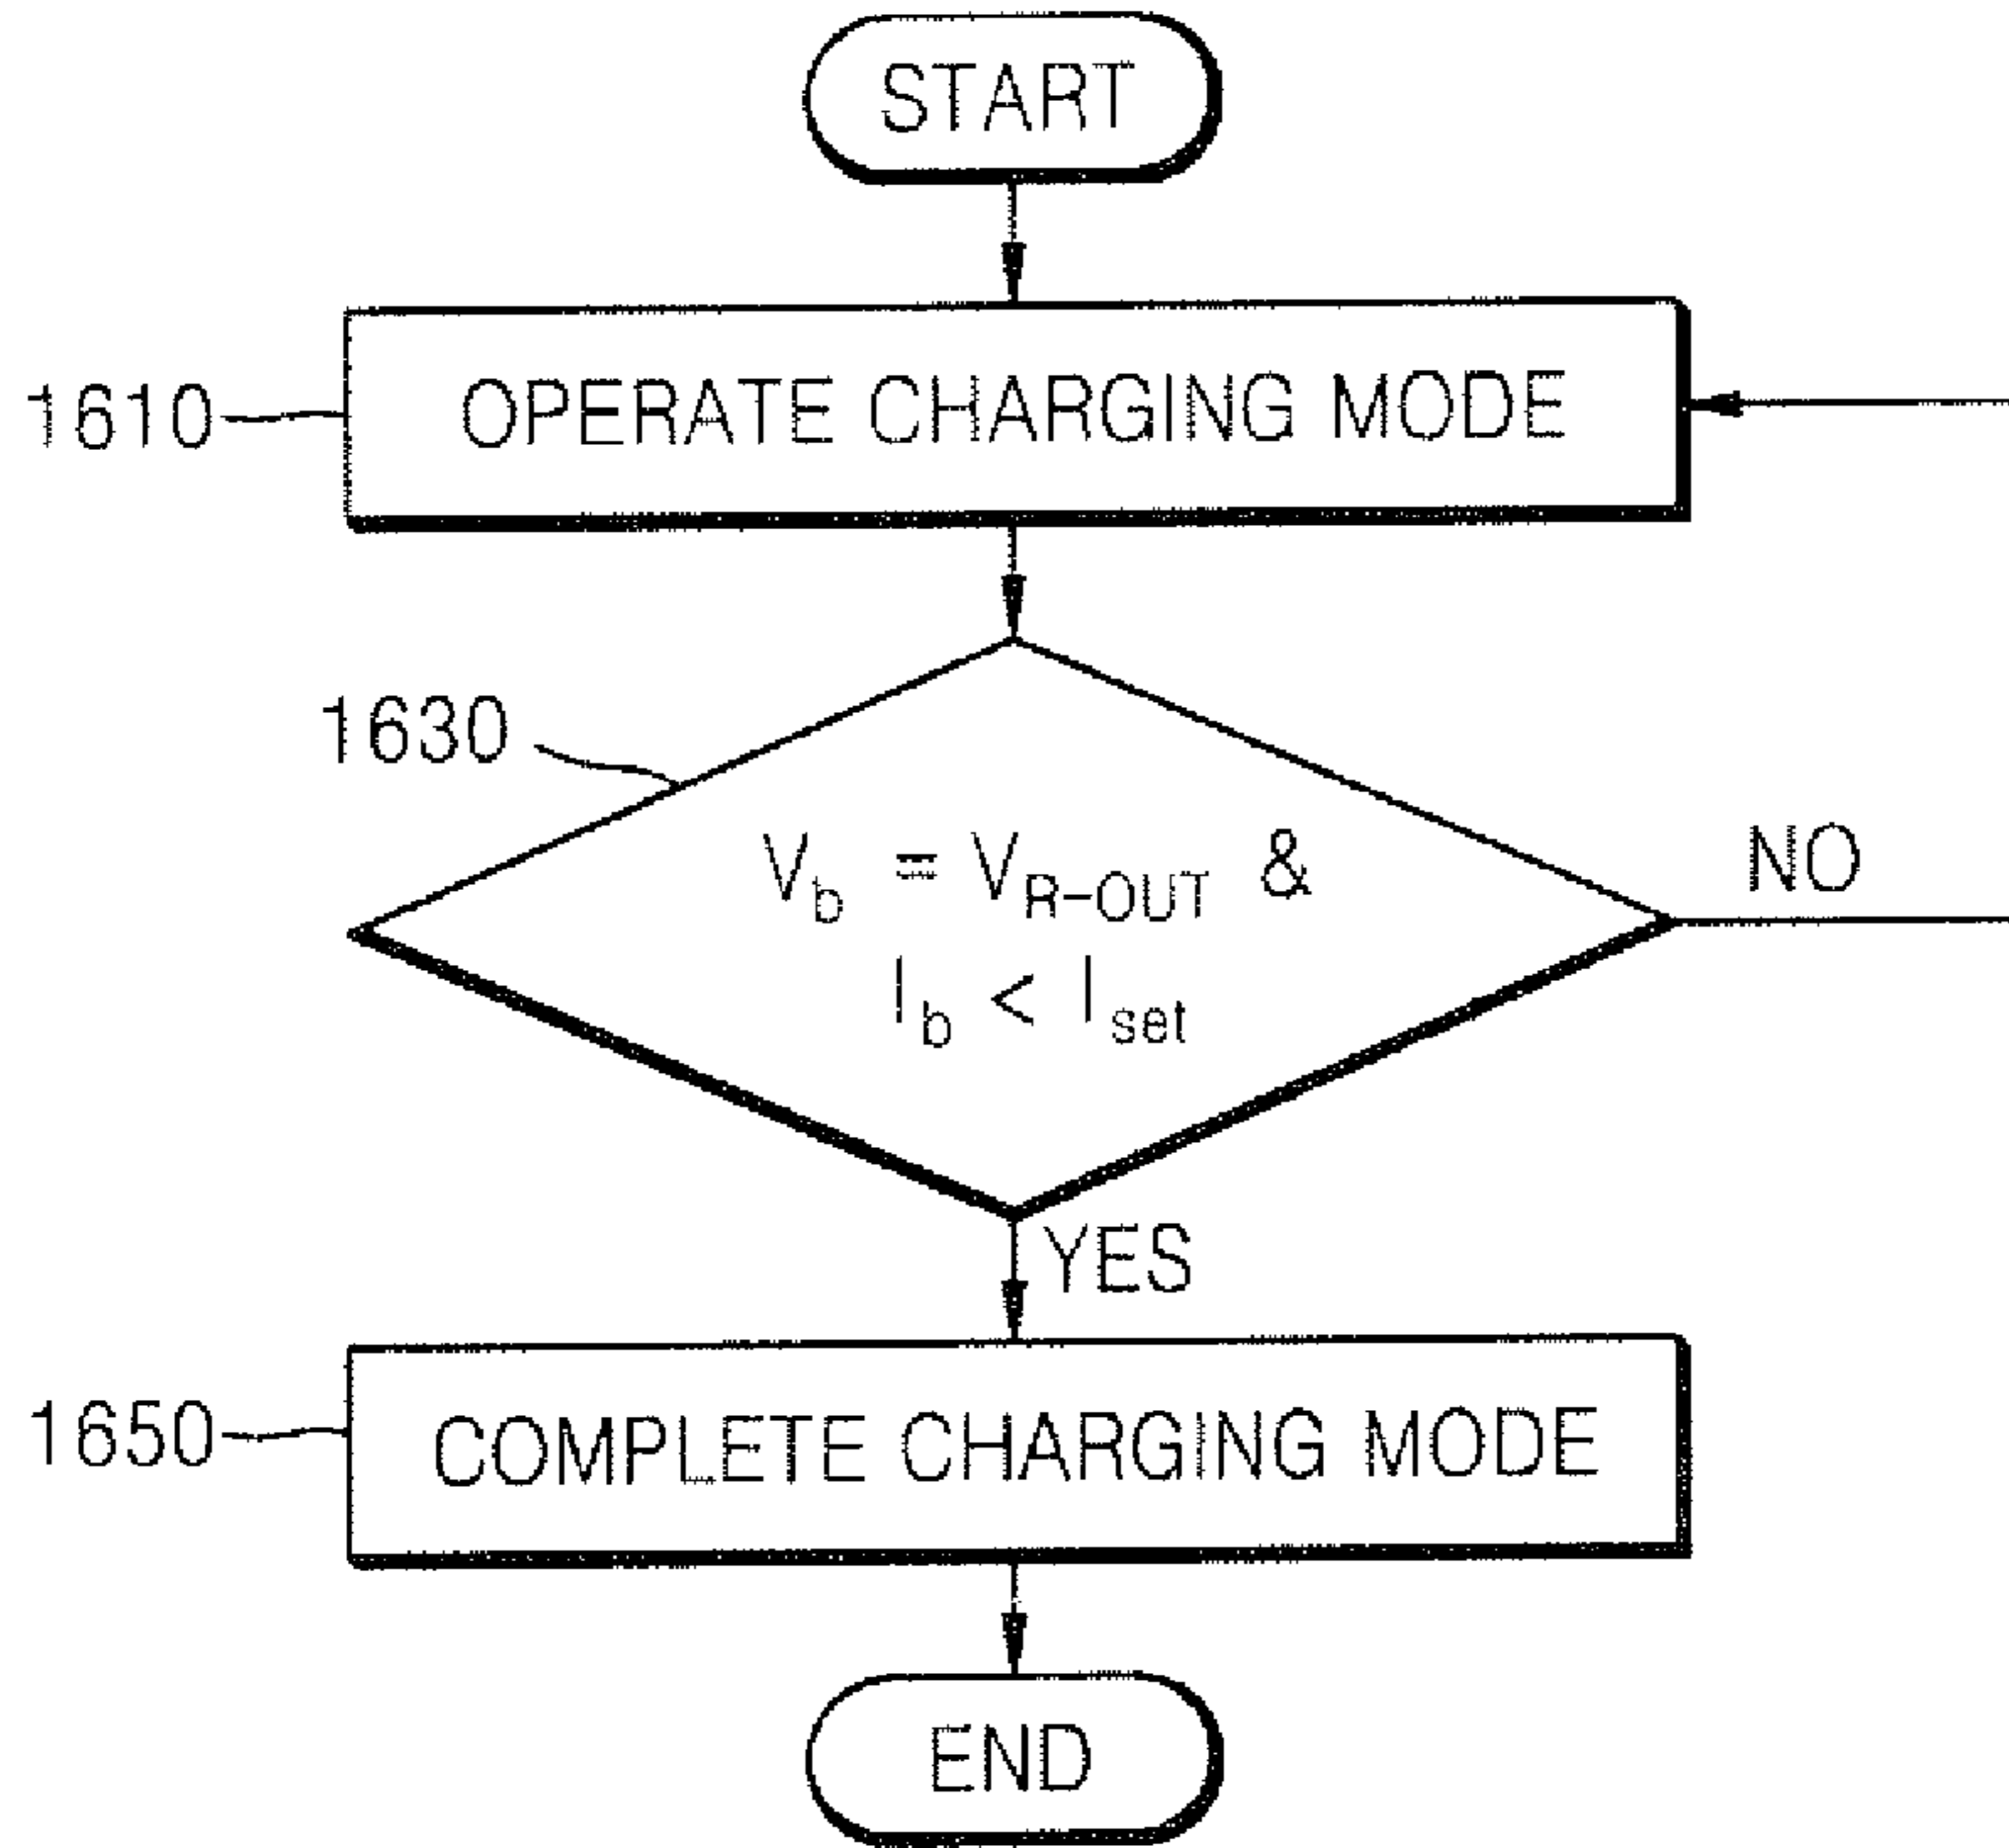 START
1610
OPERATE CHARGING MODE
1630
V_b = V_R-OUT &
I_b < I_set
NO
YES
1650
COMPLETE CHARGING MODE
END